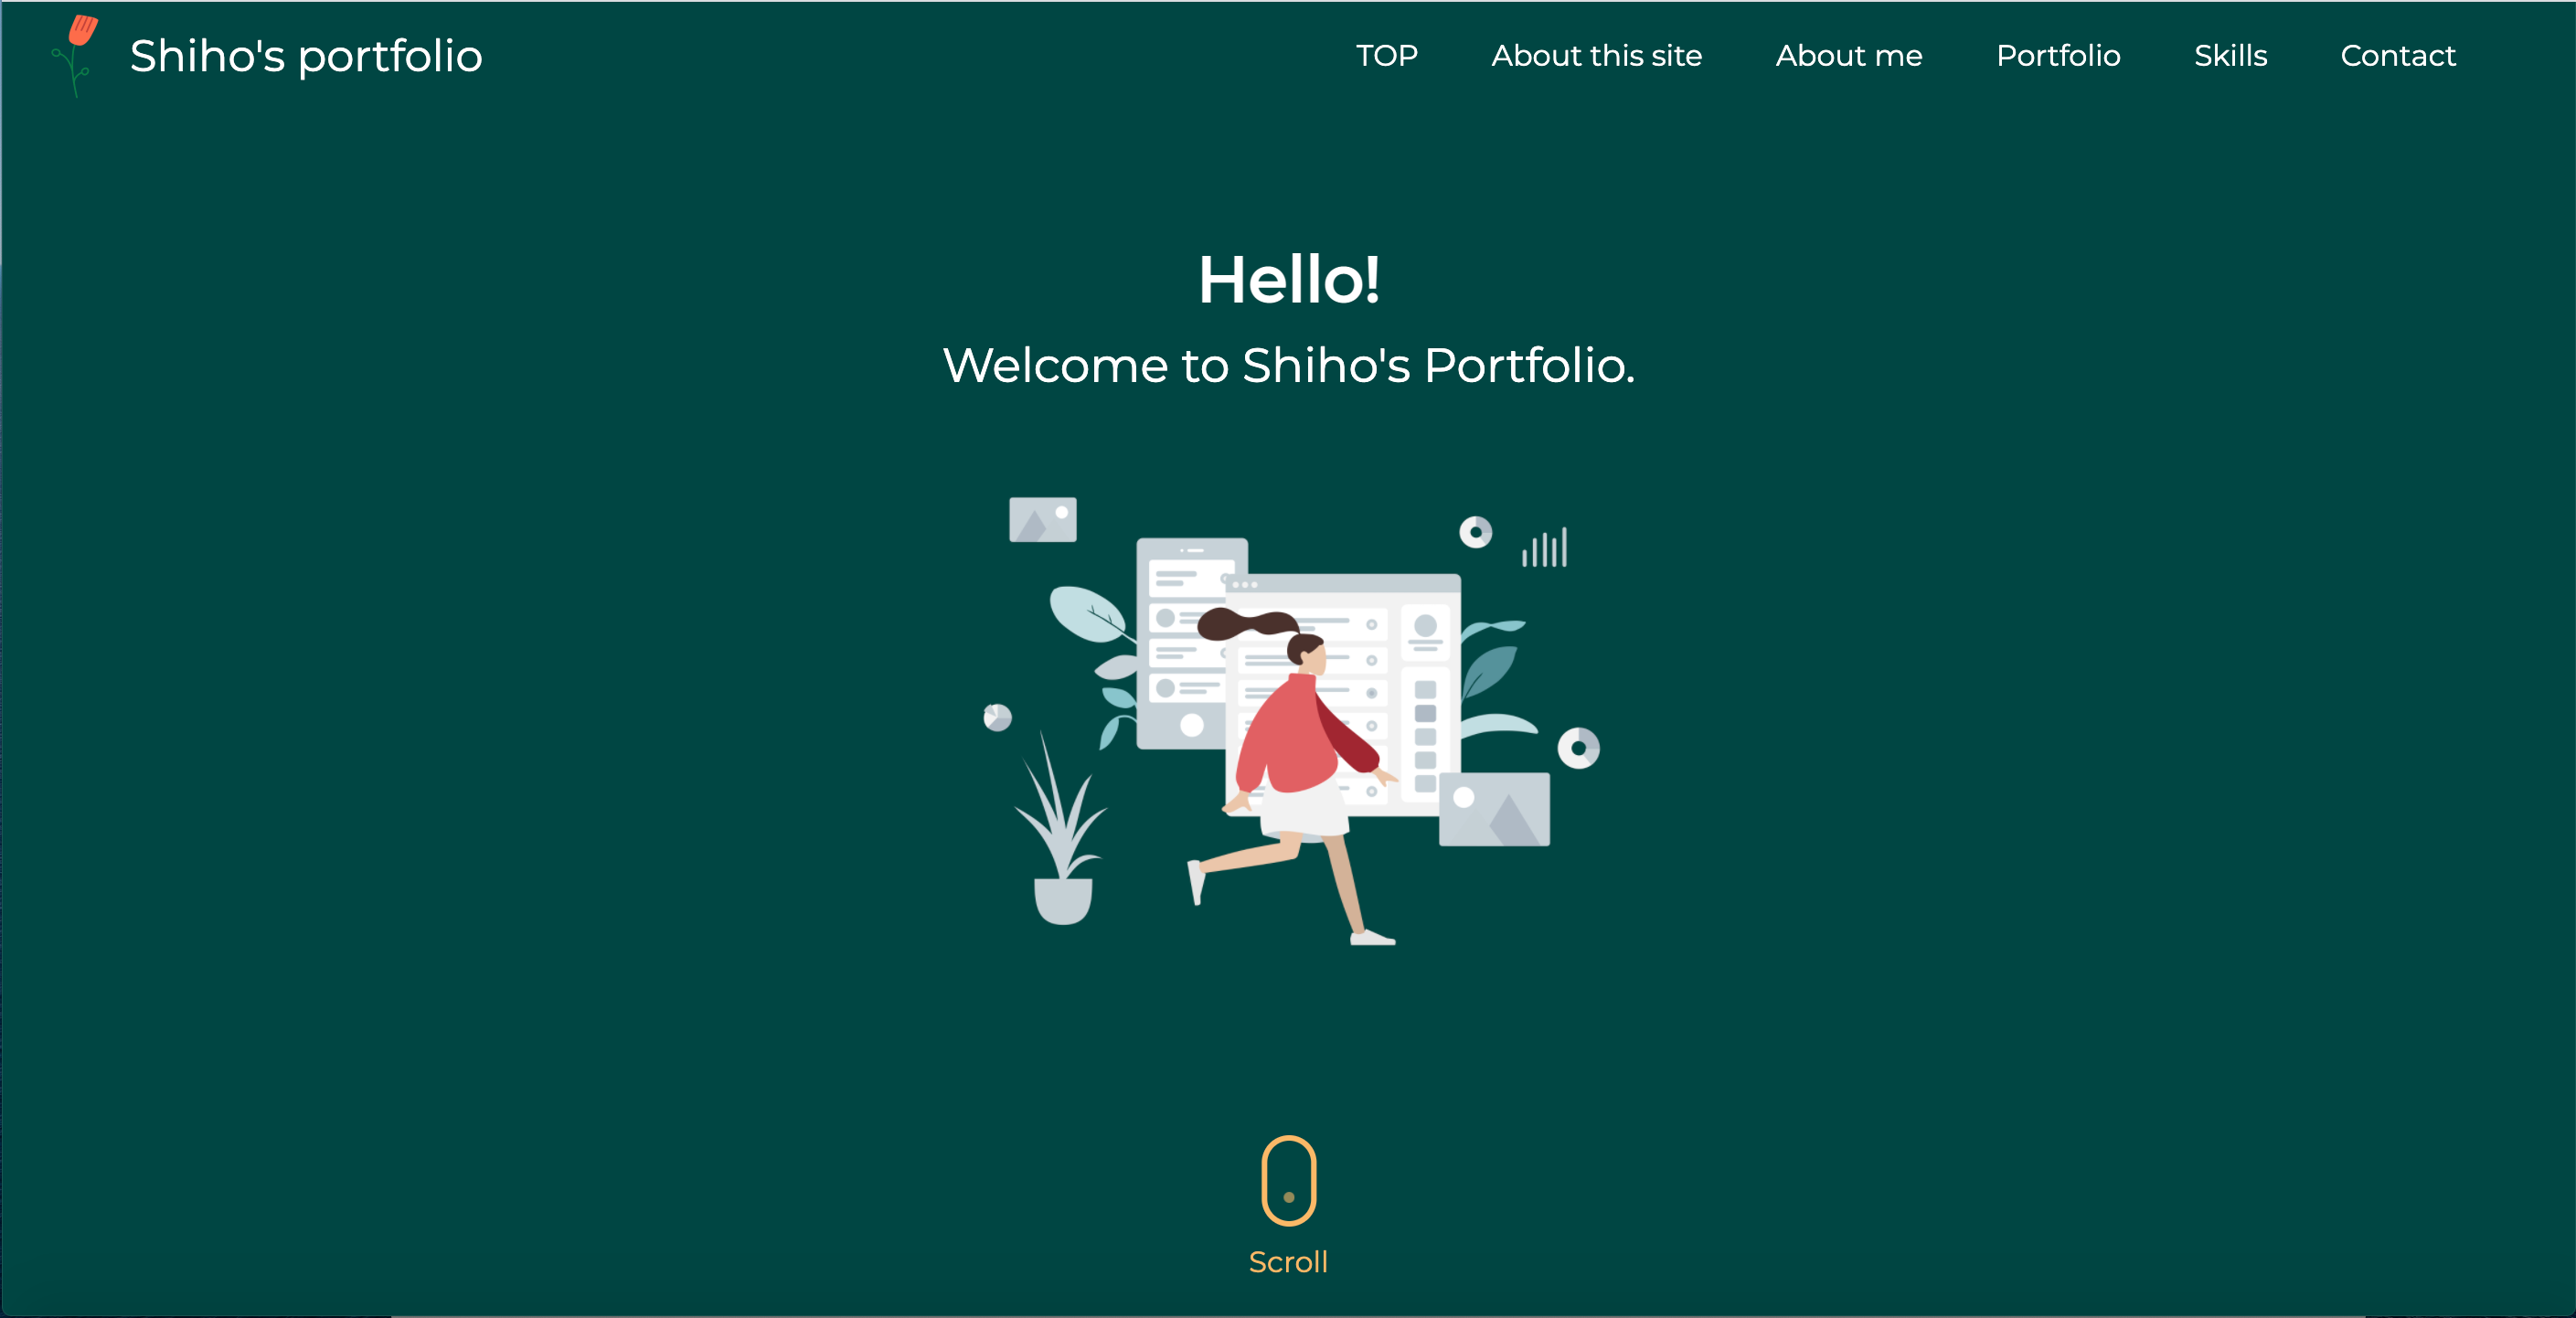 Shiho's portfolio
TOP About this site About me Portfolio Skills Contact
Hello!
Welcome to Shiho's Portfolio.
Scroll